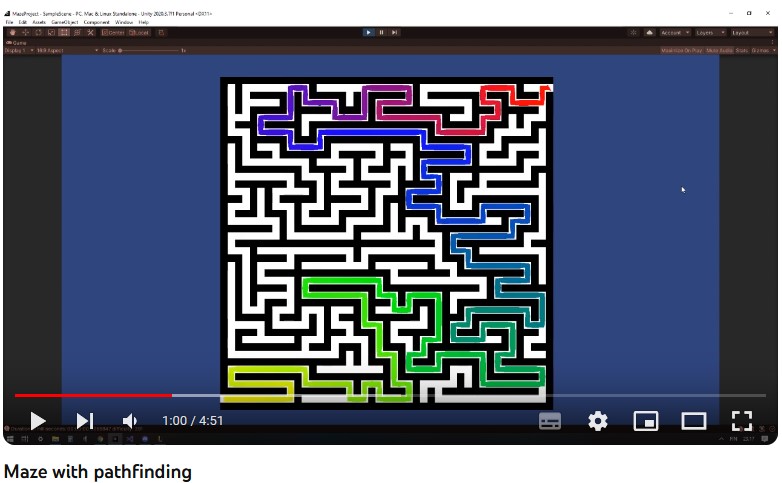 MazeProject - SampleScene - PC, Mac & Linux Standalone - Unity 2020.3.7f1 Personal <DX11>
File Edit Assets GameObject Component Window Help
Center Local Account Layers Layout
Game
Display 1 16:9 Aspect Scale 1x Maximize On Play Mute Audio Stats Gizmos
1:00 / 4:51
Maze with pathfinding